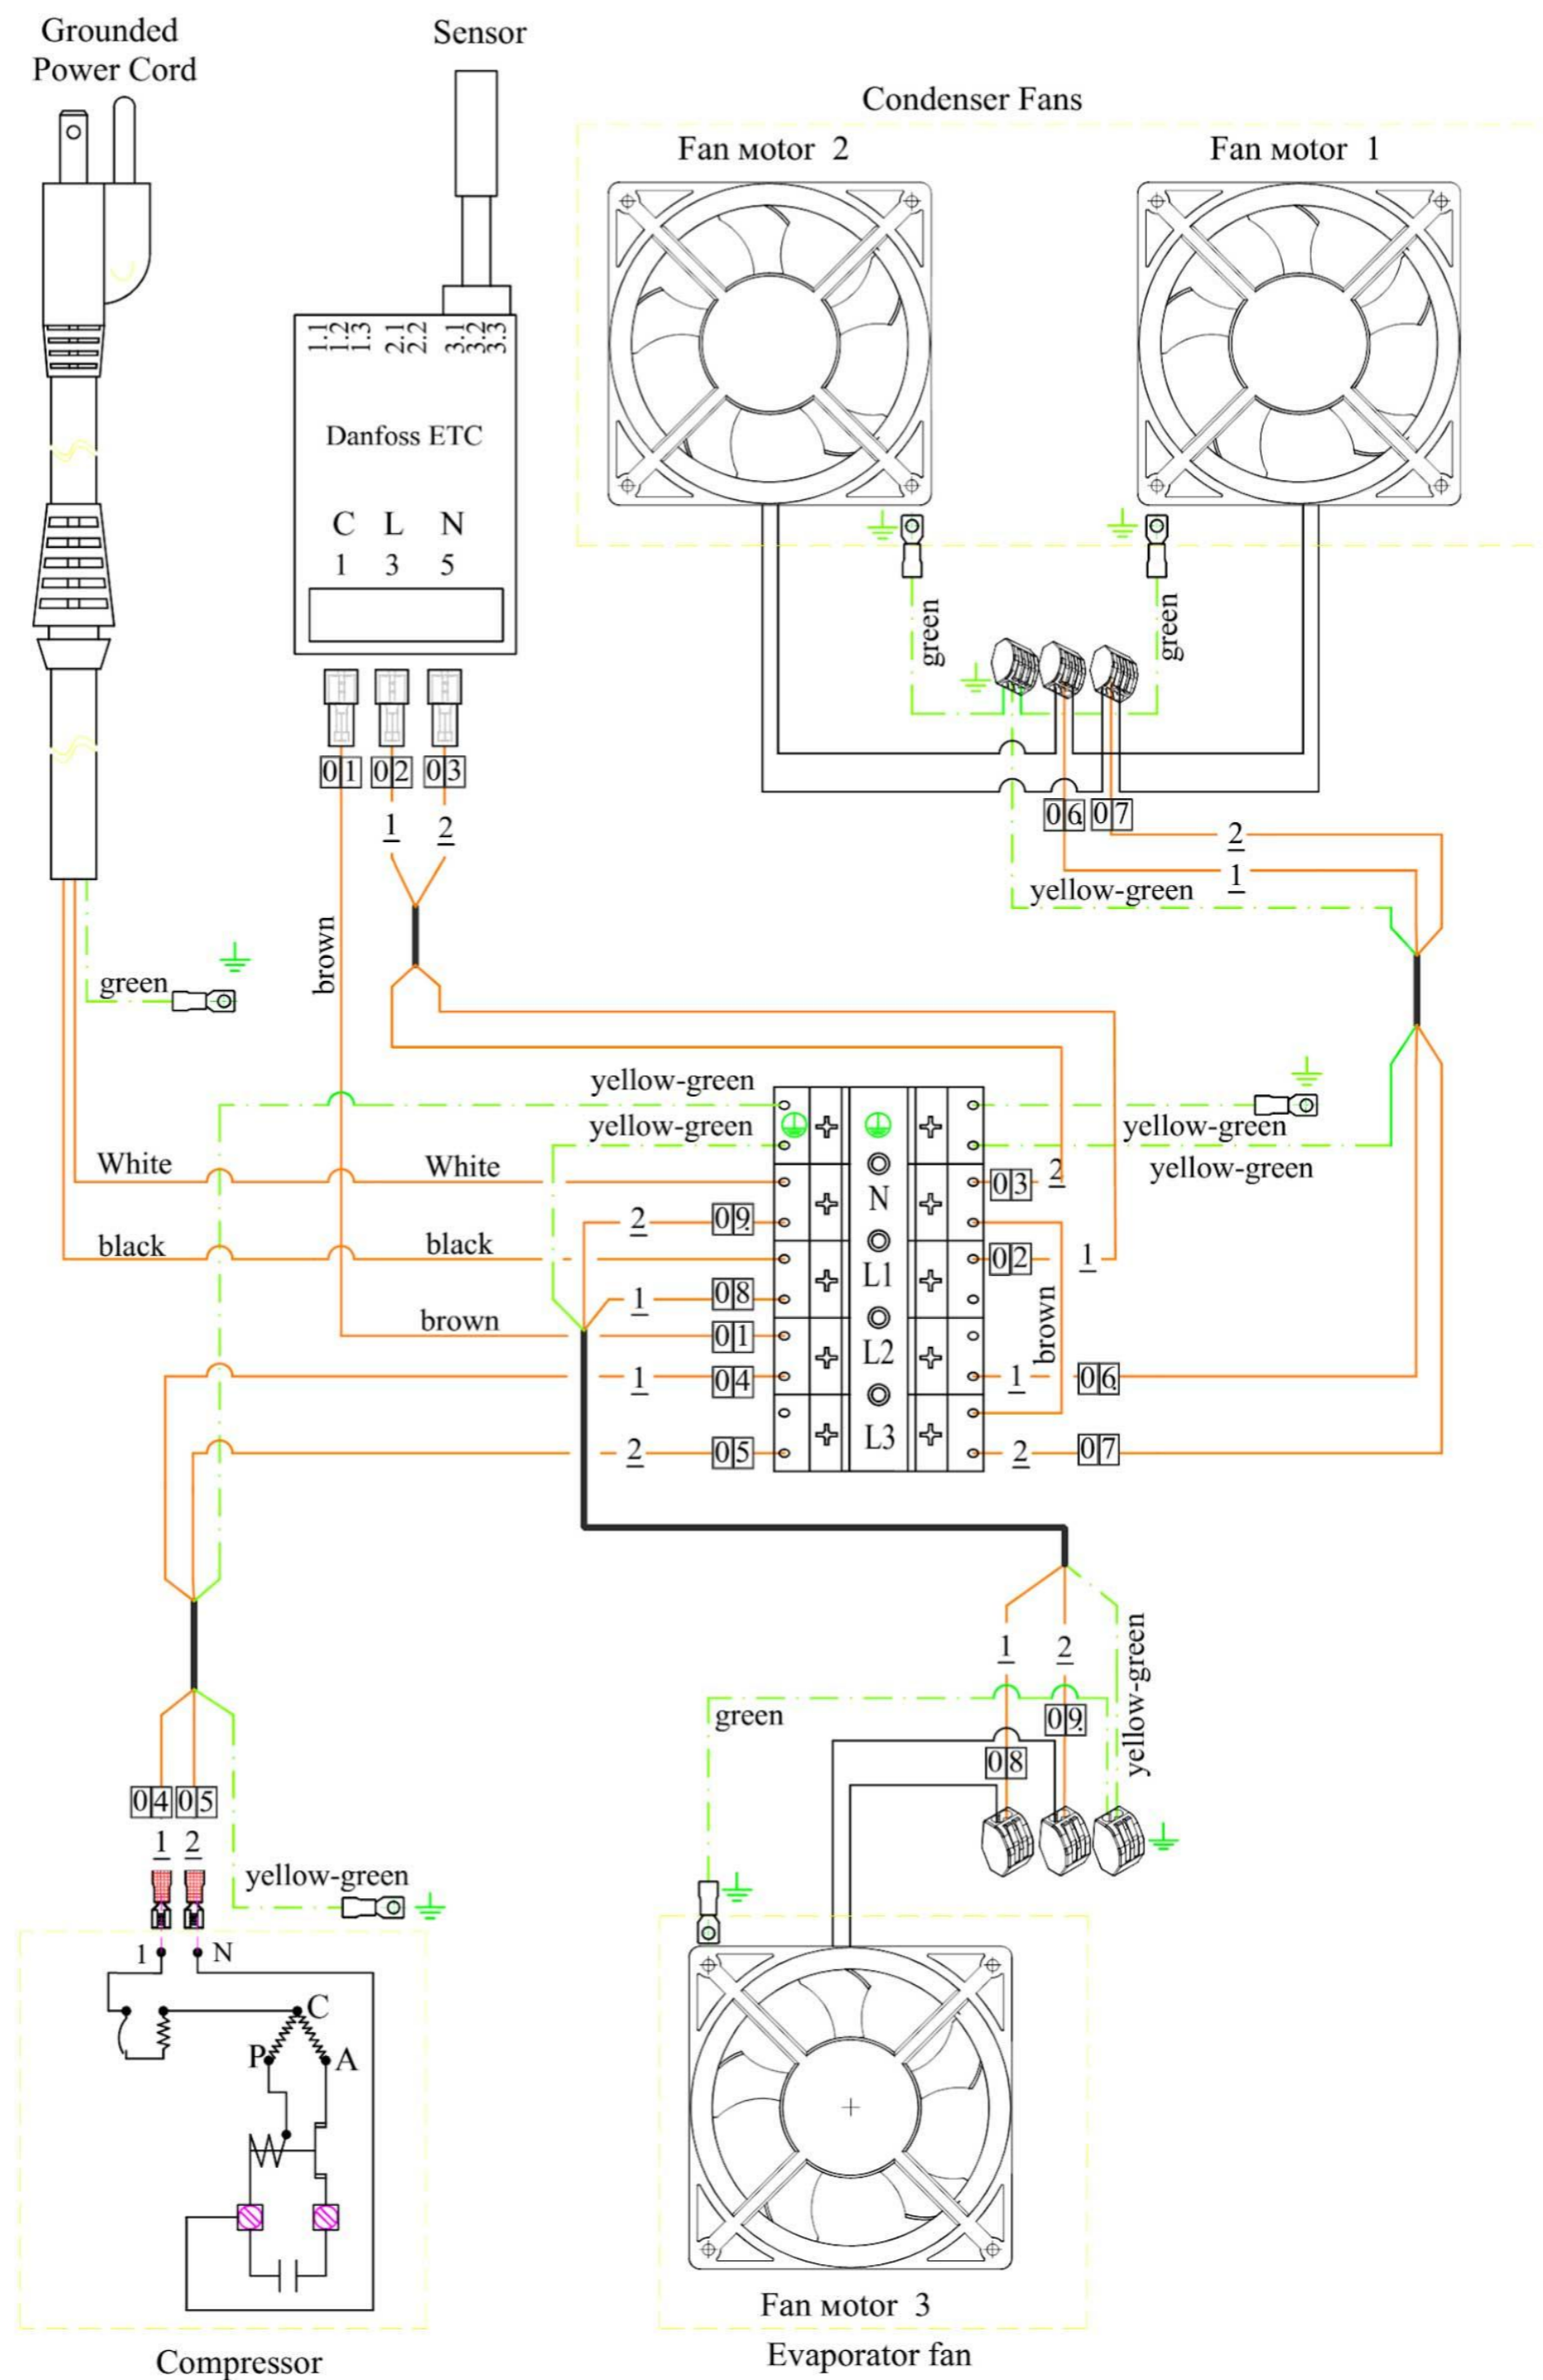 Grounded
Power Cord
Sensor
Condenser Fans
Fan мotor 2
Fan мotor 1
1.1
1.2
1.3
2.1
2.2
3.1
3.2
3.3
Danfoss ETC
C L N
1 3 5
green
green
01 02 03
1 2
06. 07
2
1
yellow-green
brown
green
yellow-green
yellow-green
yellow-green
yellow-green
White
White
N
03 2
2 09.
black
black
L1
02 1
1 08
brown
brown
01
L2
1 04
1 06.
L3
2 05
2 07
1 2
yellow-green
green
09.
08
04 05
1 2
yellow-green
1 N
C
P A
Fan мotor 3
Evaporator fan
Compressor